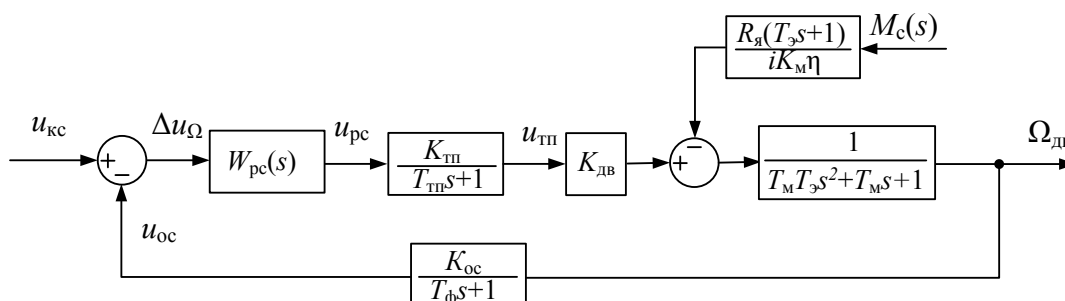 R_я(T_эs+1)
iK_мη
M_c(s)
u_кс
Δu_Ω
W_рс(s)
u_рс
K_тп
T_тпs+1
u_тп
K_дв
1
T_мT_эs²+T_мs+1
Ω_дв
+
−
+
−
u_ос
K_ос
T_фs+1